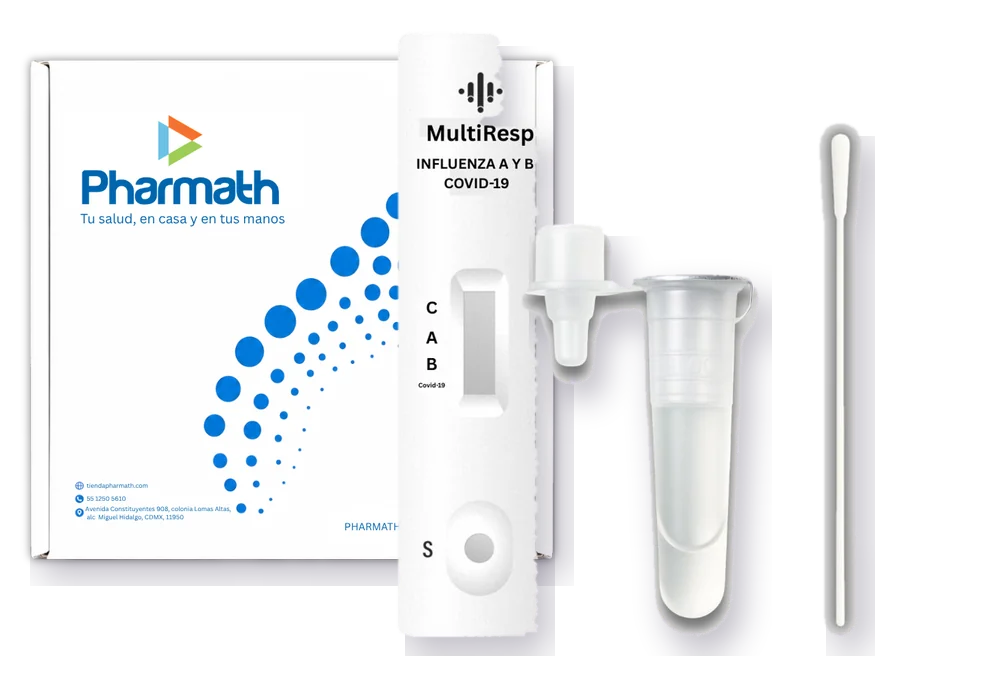 Pharmath
Tu salud, en casa y en tus manos
tiendapharmath.com
55 1250 5610
Avenida Constituyentes 908, colonia Lomas Altas,
alc Miguel Hidalgo, CDMX, 11950
PHARMATH
MultiResp
INFLUENZA A Y B
COVID-19
C
A
B
Covid-19
S